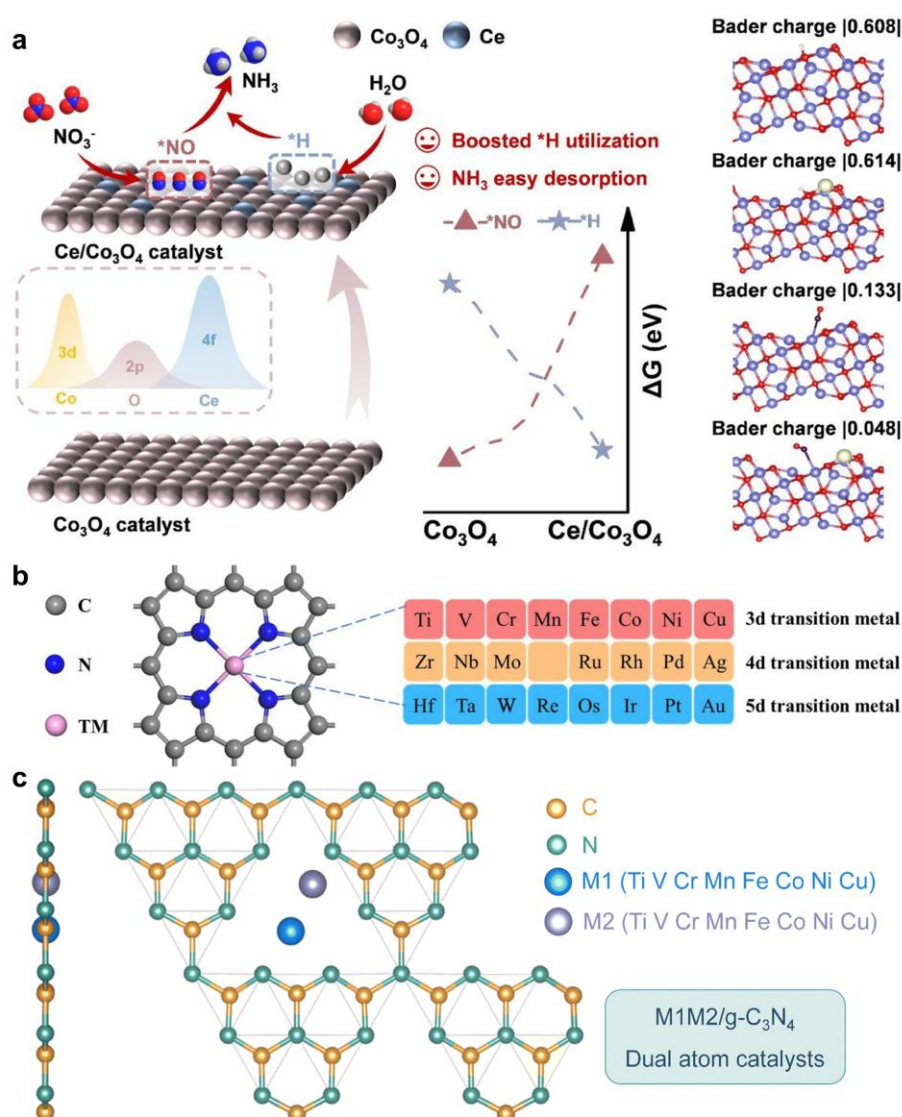 a
Co₃O₄ Ce
NH₃
H₂O
NO₃⁻
*NO
*H
Boosted *H utilization
NH₃ easy desorption
Ce/Co₃O₄ catalyst
3d
2p
4f
Co O Ce
Co₃O₄ catalyst
*NO *H
ΔG (eV)
Co₃O₄ Ce/Co₃O₄
Bader charge |0.608|
Bader charge |0.614|
Bader charge |0.133|
Bader charge |0.048|
b
C
N
TM
Ti V Cr Mn Fe Co Ni Cu 3d transition metal
Zr Nb Mo Ru Rh Pd Ag 4d transition metal
Hf Ta W Re Os Ir Pt Au 5d transition metal
c
C
N
M1 (Ti V Cr Mn Fe Co Ni Cu)
M2 (Ti V Cr Mn Fe Co Ni Cu)
M1M2/g-C₃N₄
Dual atom catalysts